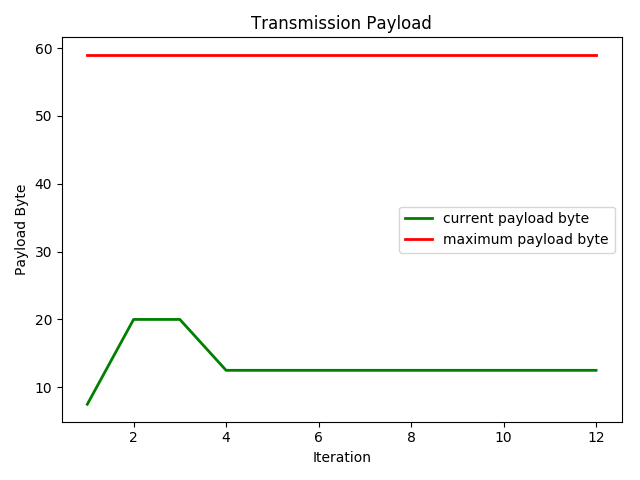 Transmission Payload
60
50
40
30
20
10
Payload Byte
current payload byte
maximum payload byte
2 4 6 8 10 12
Iteration